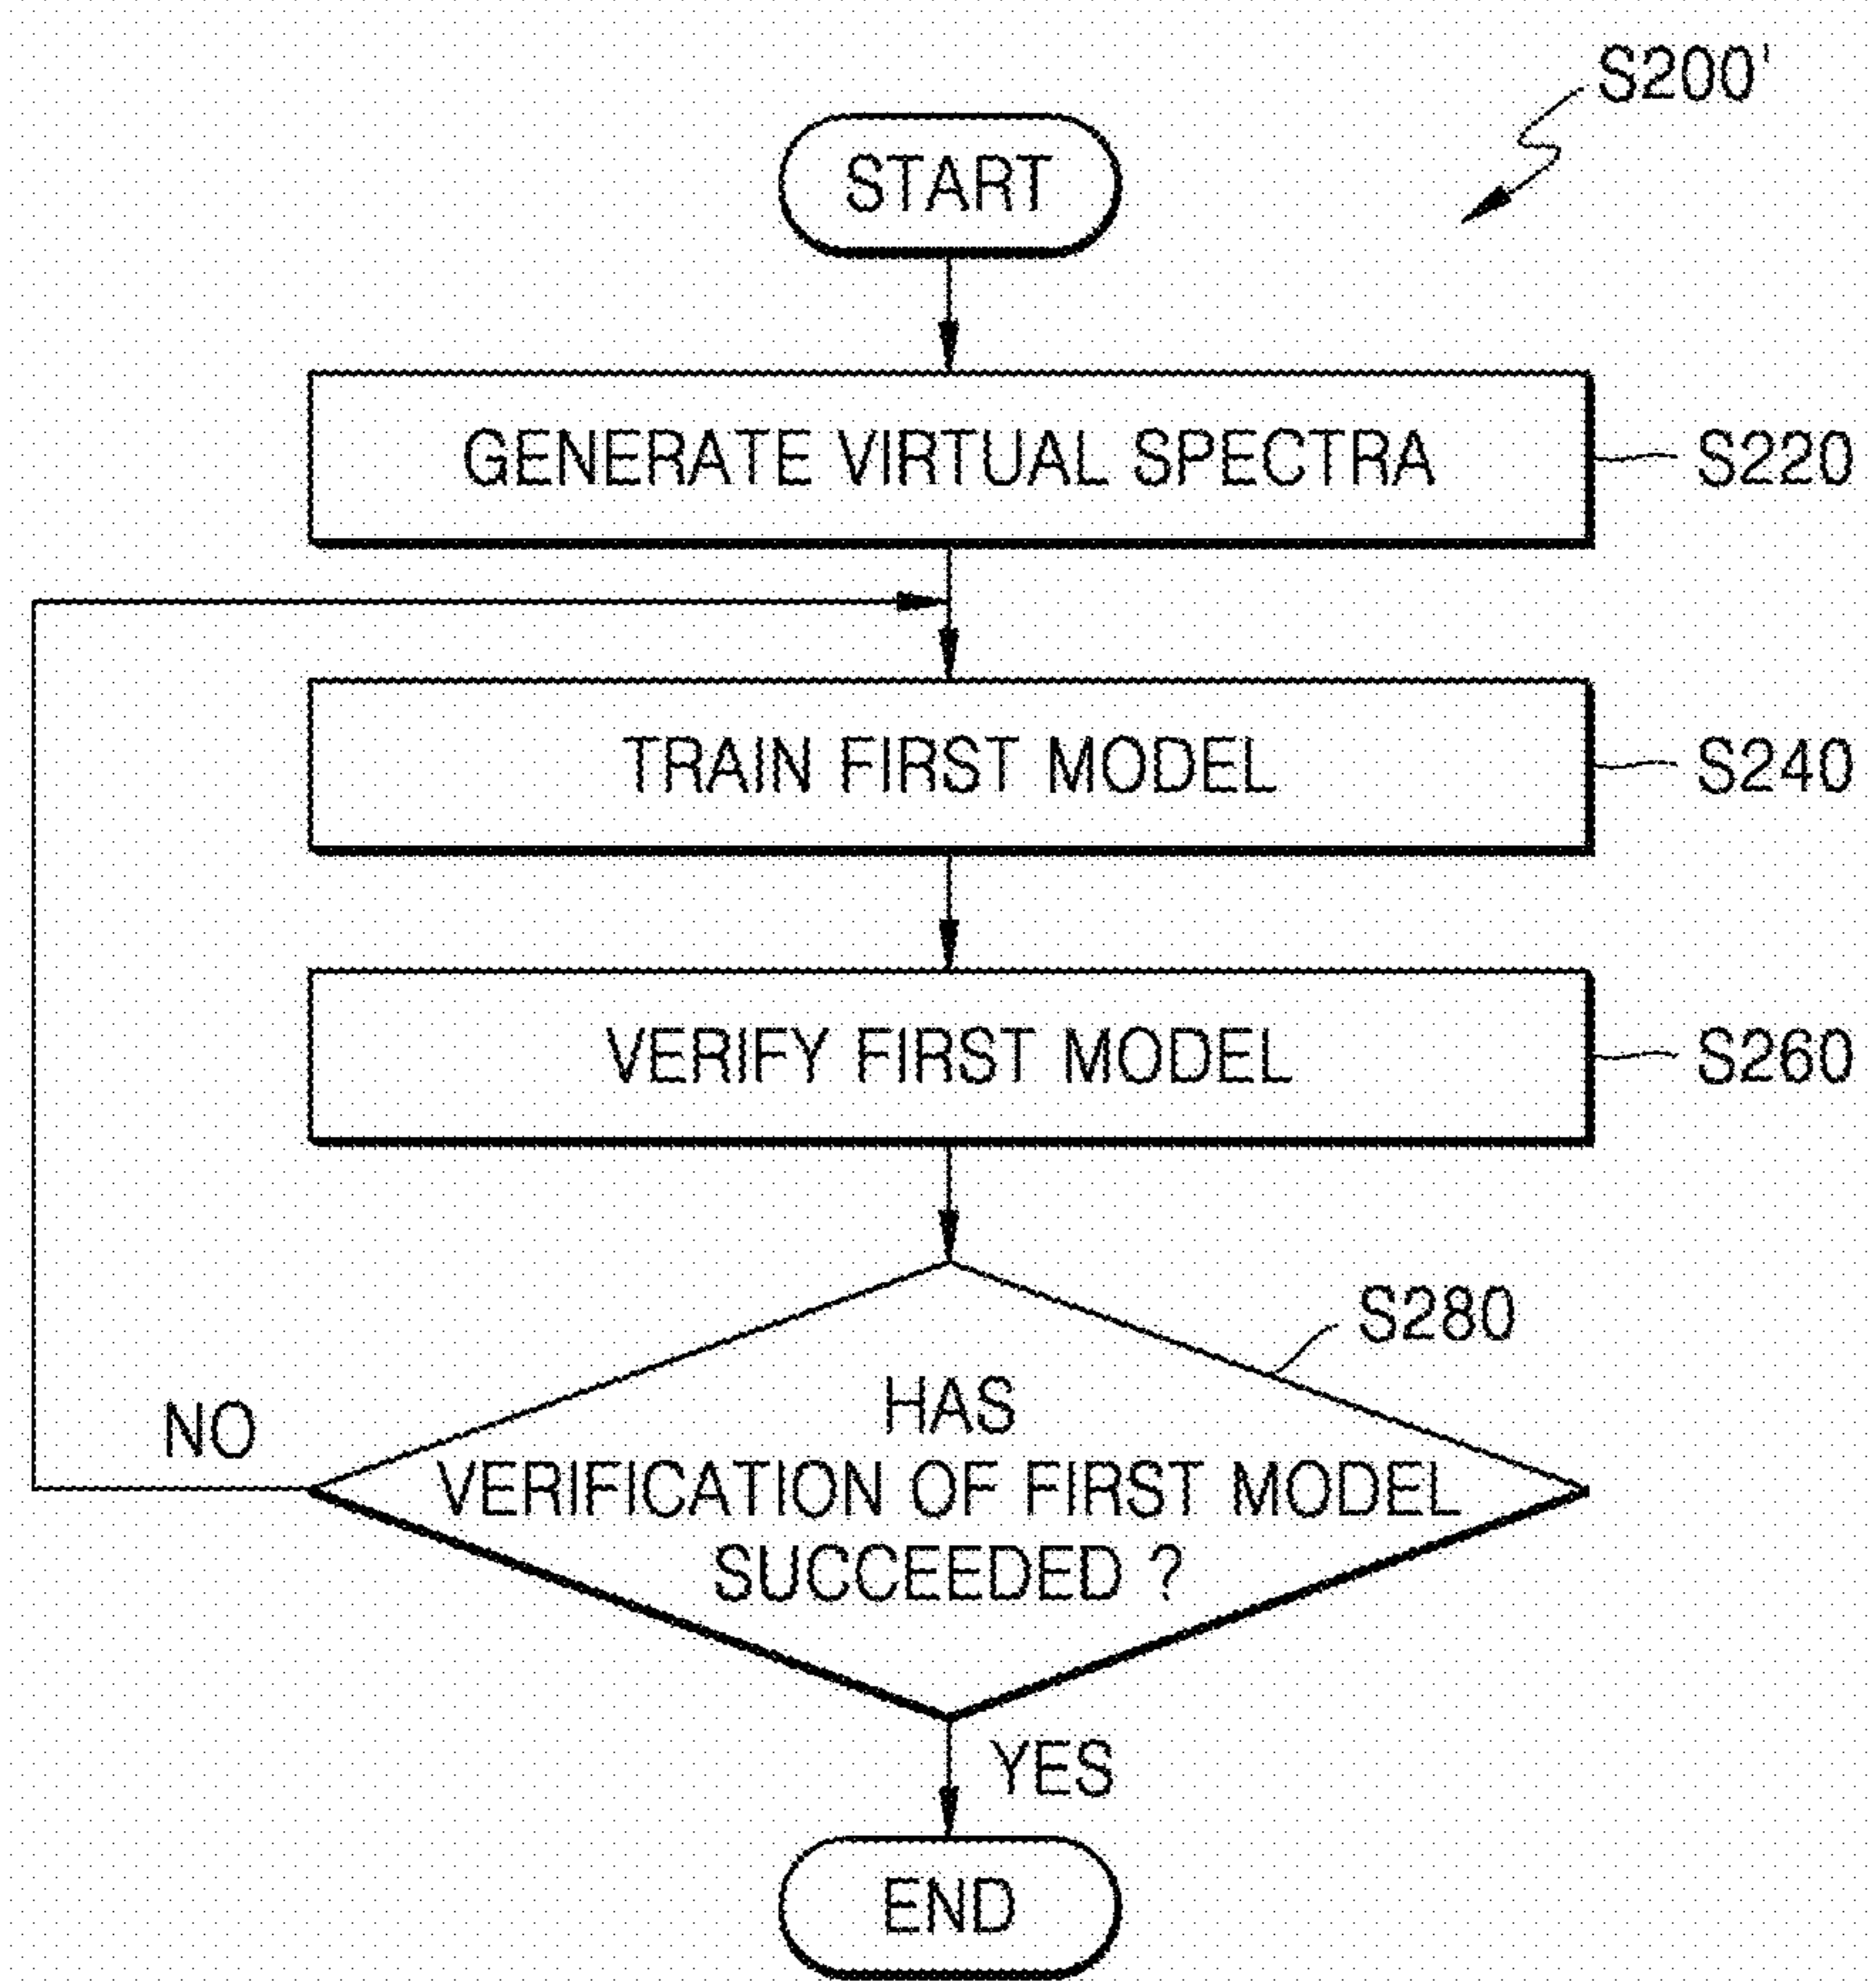 S200'
START
GENERATE VIRTUAL SPECTRA
S220
TRAIN FIRST MODEL
S240
VERIFY FIRST MODEL
S260
S280
HAS
VERIFICATION OF FIRST MODEL
SUCCEEDED ?
NO
YES
END